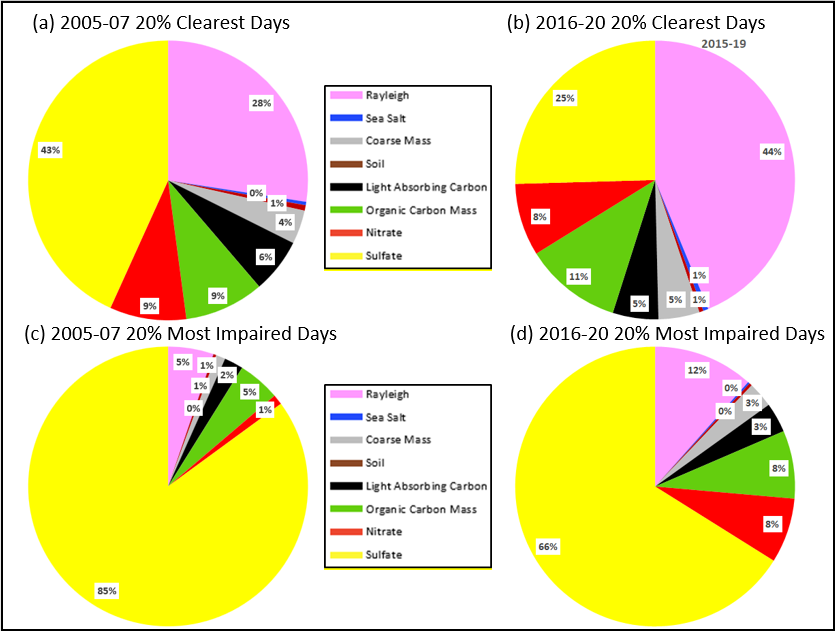 (a) 2005-07 20% Clearest Days
(b) 2016-20 20% Clearest Days
2015-19
28%
0%
1%
4%
6%
9%
9%
43%
Rayleigh
Sea Salt
Coarse Mass
Soil
Light Absorbing Carbon
Organic Carbon Mass
Nitrate
Sulfate
44%
1%
1%
5%
5%
11%
8%
25%
(c) 2005-07 20% Most Impaired Days
(d) 2016-20 20% Most Impaired Days
5%
1%
1%
0%
2%
5%
1%
85%
Rayleigh
Sea Salt
Coarse Mass
Soil
Light Absorbing Carbon
Organic Carbon Mass
Nitrate
Sulfate
12%
0%
0%
3%
3%
8%
8%
66%